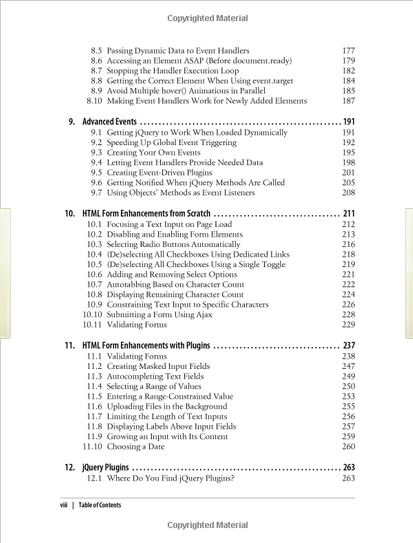 Copyrighted Material
8.5 Passing Dynamic Data to Event Handlers 177
8.6 Accessing an Element ASAP (Before document.ready) 179
8.7 Stopping the Handler Execution Loop 182
8.8 Getting the Correct Element When Using event.target 184
8.9 Avoid Multiple hover() Animations in Parallel 185
8.10 Making Event Handlers Work for Newly Added Elements 187
9. Advanced Events . . . . . . . . . . . . . . . . . . . . . . . . . . . . . . . . . . . . . . . . . . . . . . . . . . 191
9.1 Getting jQuery to Work When Loaded Dynamically 191
9.2 Speeding Up Global Event Triggering 192
9.3 Creating Your Own Events 195
9.4 Letting Event Handlers Provide Needed Data 198
9.5 Creating Event-Driven Plugins 201
9.6 Getting Notified When jQuery Methods Are Called 205
9.7 Using Objects' Methods as Event Listeners 208
10. HTML Form Enhancements from Scratch . . . . . . . . . . . . . . . . . . . . . . . . . . . . . . . . 211
10.1 Focusing a Text Input on Page Load 212
10.2 Disabling and Enabling Form Elements 213
10.3 Selecting Radio Buttons Automatically 216
10.4 (De)selecting All Checkboxes Using Dedicated Links 218
10.5 (De)selecting All Checkboxes Using a Single Toggle 219
10.6 Adding and Removing Select Options 221
10.7 Autotabbing Based on Character Count 222
10.8 Displaying Remaining Character Count 224
10.9 Constraining Text Input to Specific Characters 226
10.10 Submitting a Form Using Ajax 228
10.11 Validating Forms 229
11. HTML Form Enhancements with Plugins . . . . . . . . . . . . . . . . . . . . . . . . . . . . . . . . 237
11.1 Validating Forms 238
11.2 Creating Masked Input Fields 247
11.3 Autocompleting Text Fields 249
11.4 Selecting a Range of Values 250
11.5 Entering a Range-Constrained Value 253
11.6 Uploading Files in the Background 255
11.7 Limiting the Length of Text Inputs 256
11.8 Displaying Labels Above Input Fields 257
11.9 Growing an Input with Its Content 259
11.10 Choosing a Date 260
12. jQuery Plugins . . . . . . . . . . . . . . . . . . . . . . . . . . . . . . . . . . . . . . . . . . . . . . . . . . . . 263
12.1 Where Do You Find jQuery Plugins? 263
viii | Table of Contents
Copyrighted Material